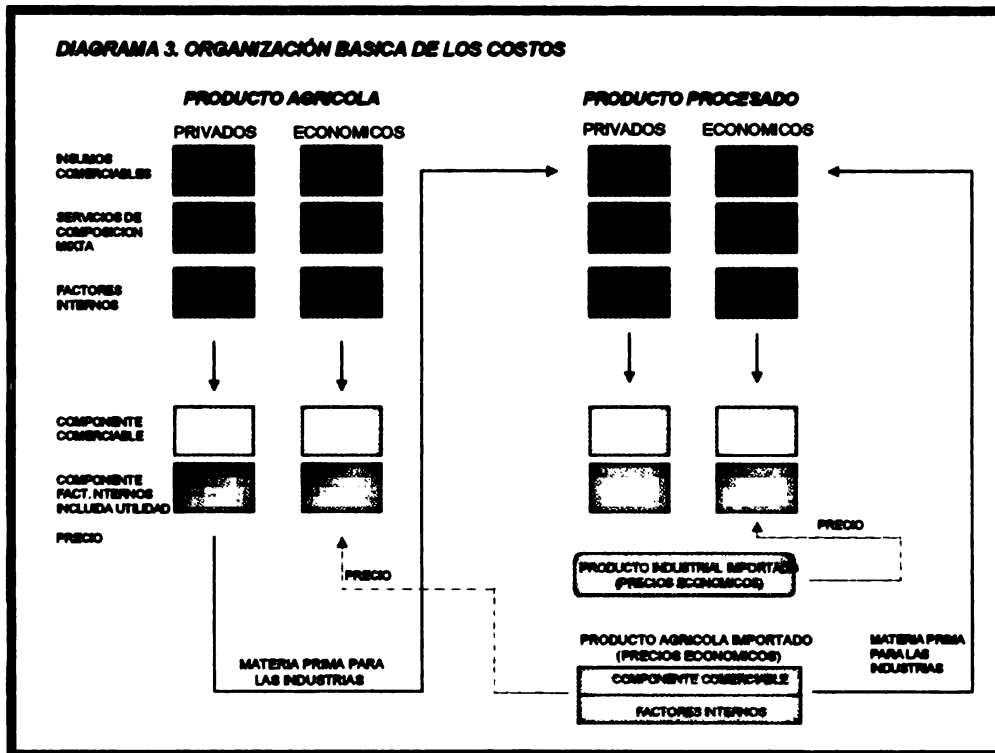 DIAGRAMA 3. ORGANIZACIÓN BASICA DE LOS COSTOS
PRODUCTO AGRICOLA
PRODUCTO PROCESADO
PRIVADOS
ECONOMICOS
PRIVADOS
ECONOMICOS
INSUMOS
COMERCIABLES
SERVICIOS DE
COMPOSICION
MIXTA
FACTORES
INTERNOS
COMPONENTE
COMERCIABLE
COMPONENTE
FACT. NTERNOS
INCLUIDA UTILIDAD
PRECIO
PRECIO
PRECIO
PRODUCTO INDUSTRIAL IMPORTADO
(PRECIOS ECONOMICOS)
PRODUCTO AGRICOLA IMPORTADO
(PRECIOS ECONOMICOS)
COMPONENTE COMERCIABLE
FACTORES INTERNOS
MATERIA PRIMA PARA
LAS INDUSTRIAS
MATERIA PRIMA
PARA LAS
INDUSTRIAS